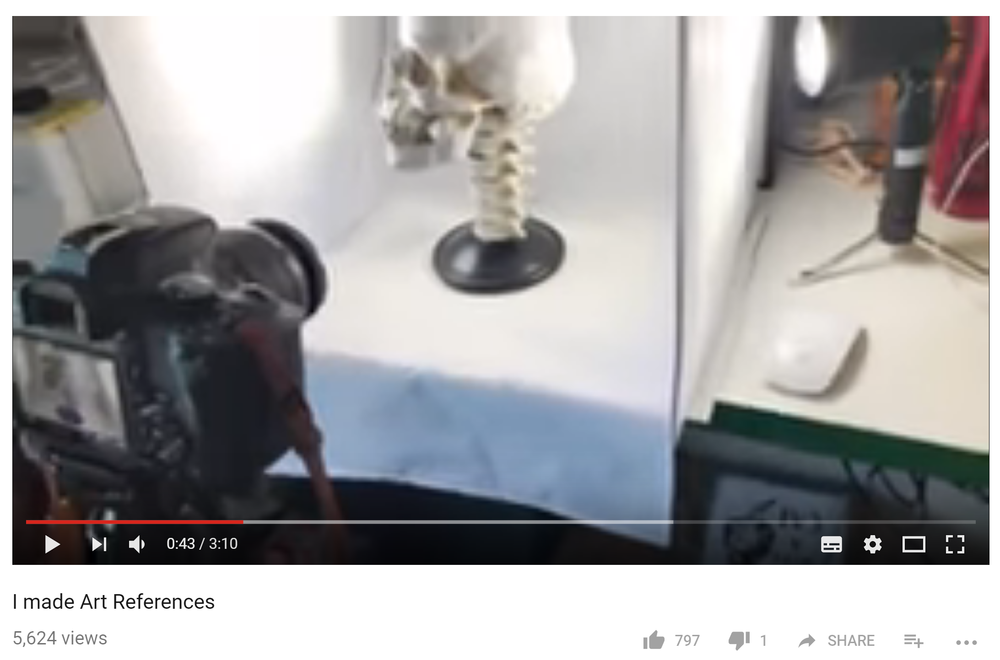 0:43 / 3:10
I made Art References
5,624 views
797
1
SHARE